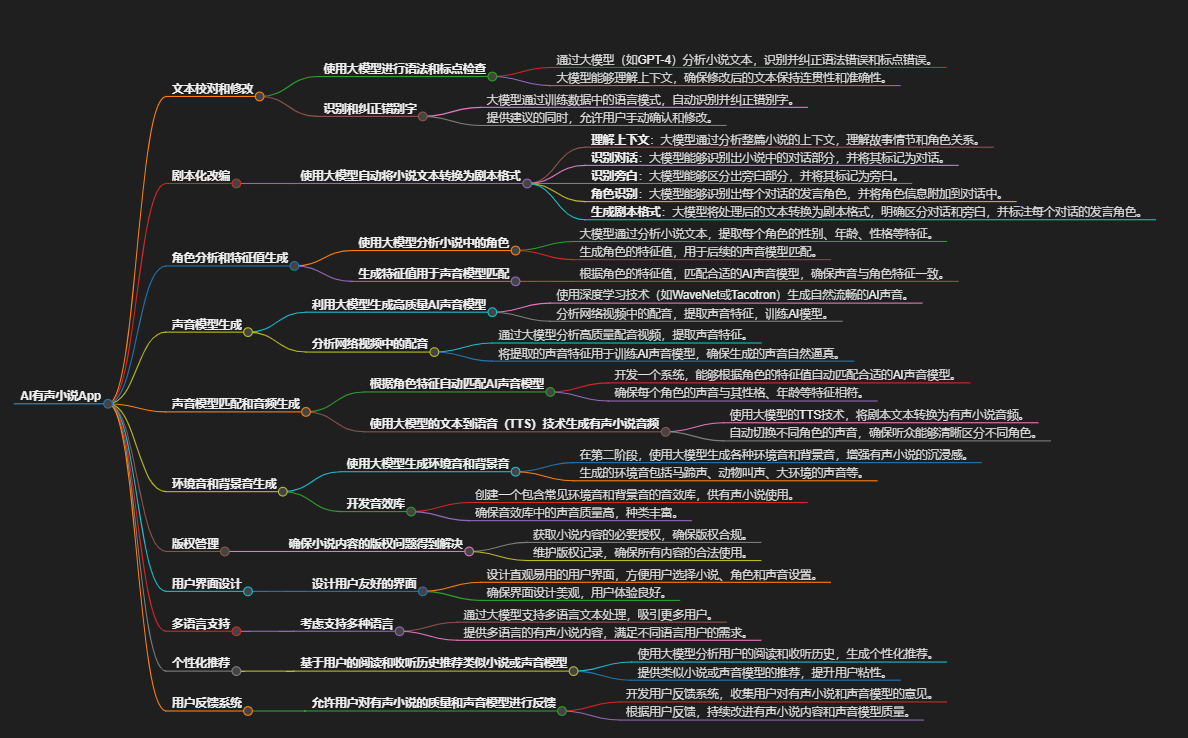 AI有声小说App
文本校对和修改
使用大模型进行语法和标点检查
通过大模型（如GPT-4）分析小说文本，识别并纠正语法错误和标点错误。
大模型能够理解上下文，确保修改后的文本保持连贯性和准确性。
识别和纠正错别字
大模型通过训练数据中的语言模式，自动识别并纠正错别字。
提供建议的同时，允许用户手动确认和修改。
剧本化改编
使用大模型自动将小说文本转换为剧本格式
理解上下文：大模型通过分析整篇小说的上下文，理解故事情节和角色关系。
识别对话：大模型能够识别出小说中的对话部分，并将其标记为对话。
识别旁白：大模型能够区分出旁白部分，并将其标记为旁白。
角色识别：大模型能够识别出每个对话的发言角色，并将角色信息附加到对话中。
生成剧本格式：大模型将处理后的文本转换为剧本格式，明确区分对话和旁白，并标注每个对话的发言角色。
角色分析和特征值生成
使用大模型分析小说中的角色
大模型通过分析小说文本，提取每个角色的性别、年龄、性格等特征。
生成角色的特征值，用于后续的声音模型匹配。
生成特征值用于声音模型匹配
根据角色的特征值，匹配合适的AI声音模型，确保声音与角色特征一致。
声音模型生成
利用大模型生成高质量AI声音模型
使用深度学习技术（如WaveNet或Tacotron）生成自然流畅的AI声音。
分析网络视频中的配音，提取声音特征，训练AI模型。
分析网络视频中的配音
通过大模型分析高质量配音视频，提取声音特征。
将提取的声音特征用于训练AI声音模型，确保生成的声音自然逼真。
声音模型匹配和音频生成
根据角色特征自动匹配AI声音模型
开发一个系统，能够根据角色的特征值自动匹配合适的AI声音模型。
确保每个角色的声音与其性格、年龄等特征相符。
使用大模型的文本到语音（TTS）技术生成有声小说音频
使用大模型的TTS技术，将剧本文本转换为有声小说音频。
自动切换不同角色的声音，确保听众能够清晰区分不同角色。
环境音和背景音生成
使用大模型生成环境音和背景音
在第二阶段，使用大模型生成各种环境音和背景音，增强有声小说的沉浸感。
生成的环境音包括马蹄声、动物叫声、大环境的声音等。
开发音效库
创建一个包含常见环境音和背景音的音效库，供有声小说使用。
确保音效库中的声音质量高，种类丰富。
版权管理
确保小说内容的版权问题得到解决
获取小说内容的必要授权，确保版权合规。
维护版权记录，确保所有内容的合法使用。
用户界面设计
设计用户友好的界面
设计直观易用的用户界面，方便用户选择小说、角色和声音设置。
确保界面设计美观，用户体验良好。
多语言支持
考虑支持多种语言
通过大模型支持多语言文本处理，吸引更多用户。
提供多语言的有声小说内容，满足不同语言用户的需求。
个性化推荐
基于用户的阅读和收听历史推荐类似小说或声音模型
使用大模型分析用户的阅读和收听历史，生成个性化推荐。
提供类似小说或声音模型的推荐，提升用户粘性。
用户反馈系统
允许用户对有声小说的质量和声音模型进行反馈
开发用户反馈系统，收集用户对有声小说和声音模型的意见。
根据用户反馈，持续改进有声小说内容和声音模型质量。